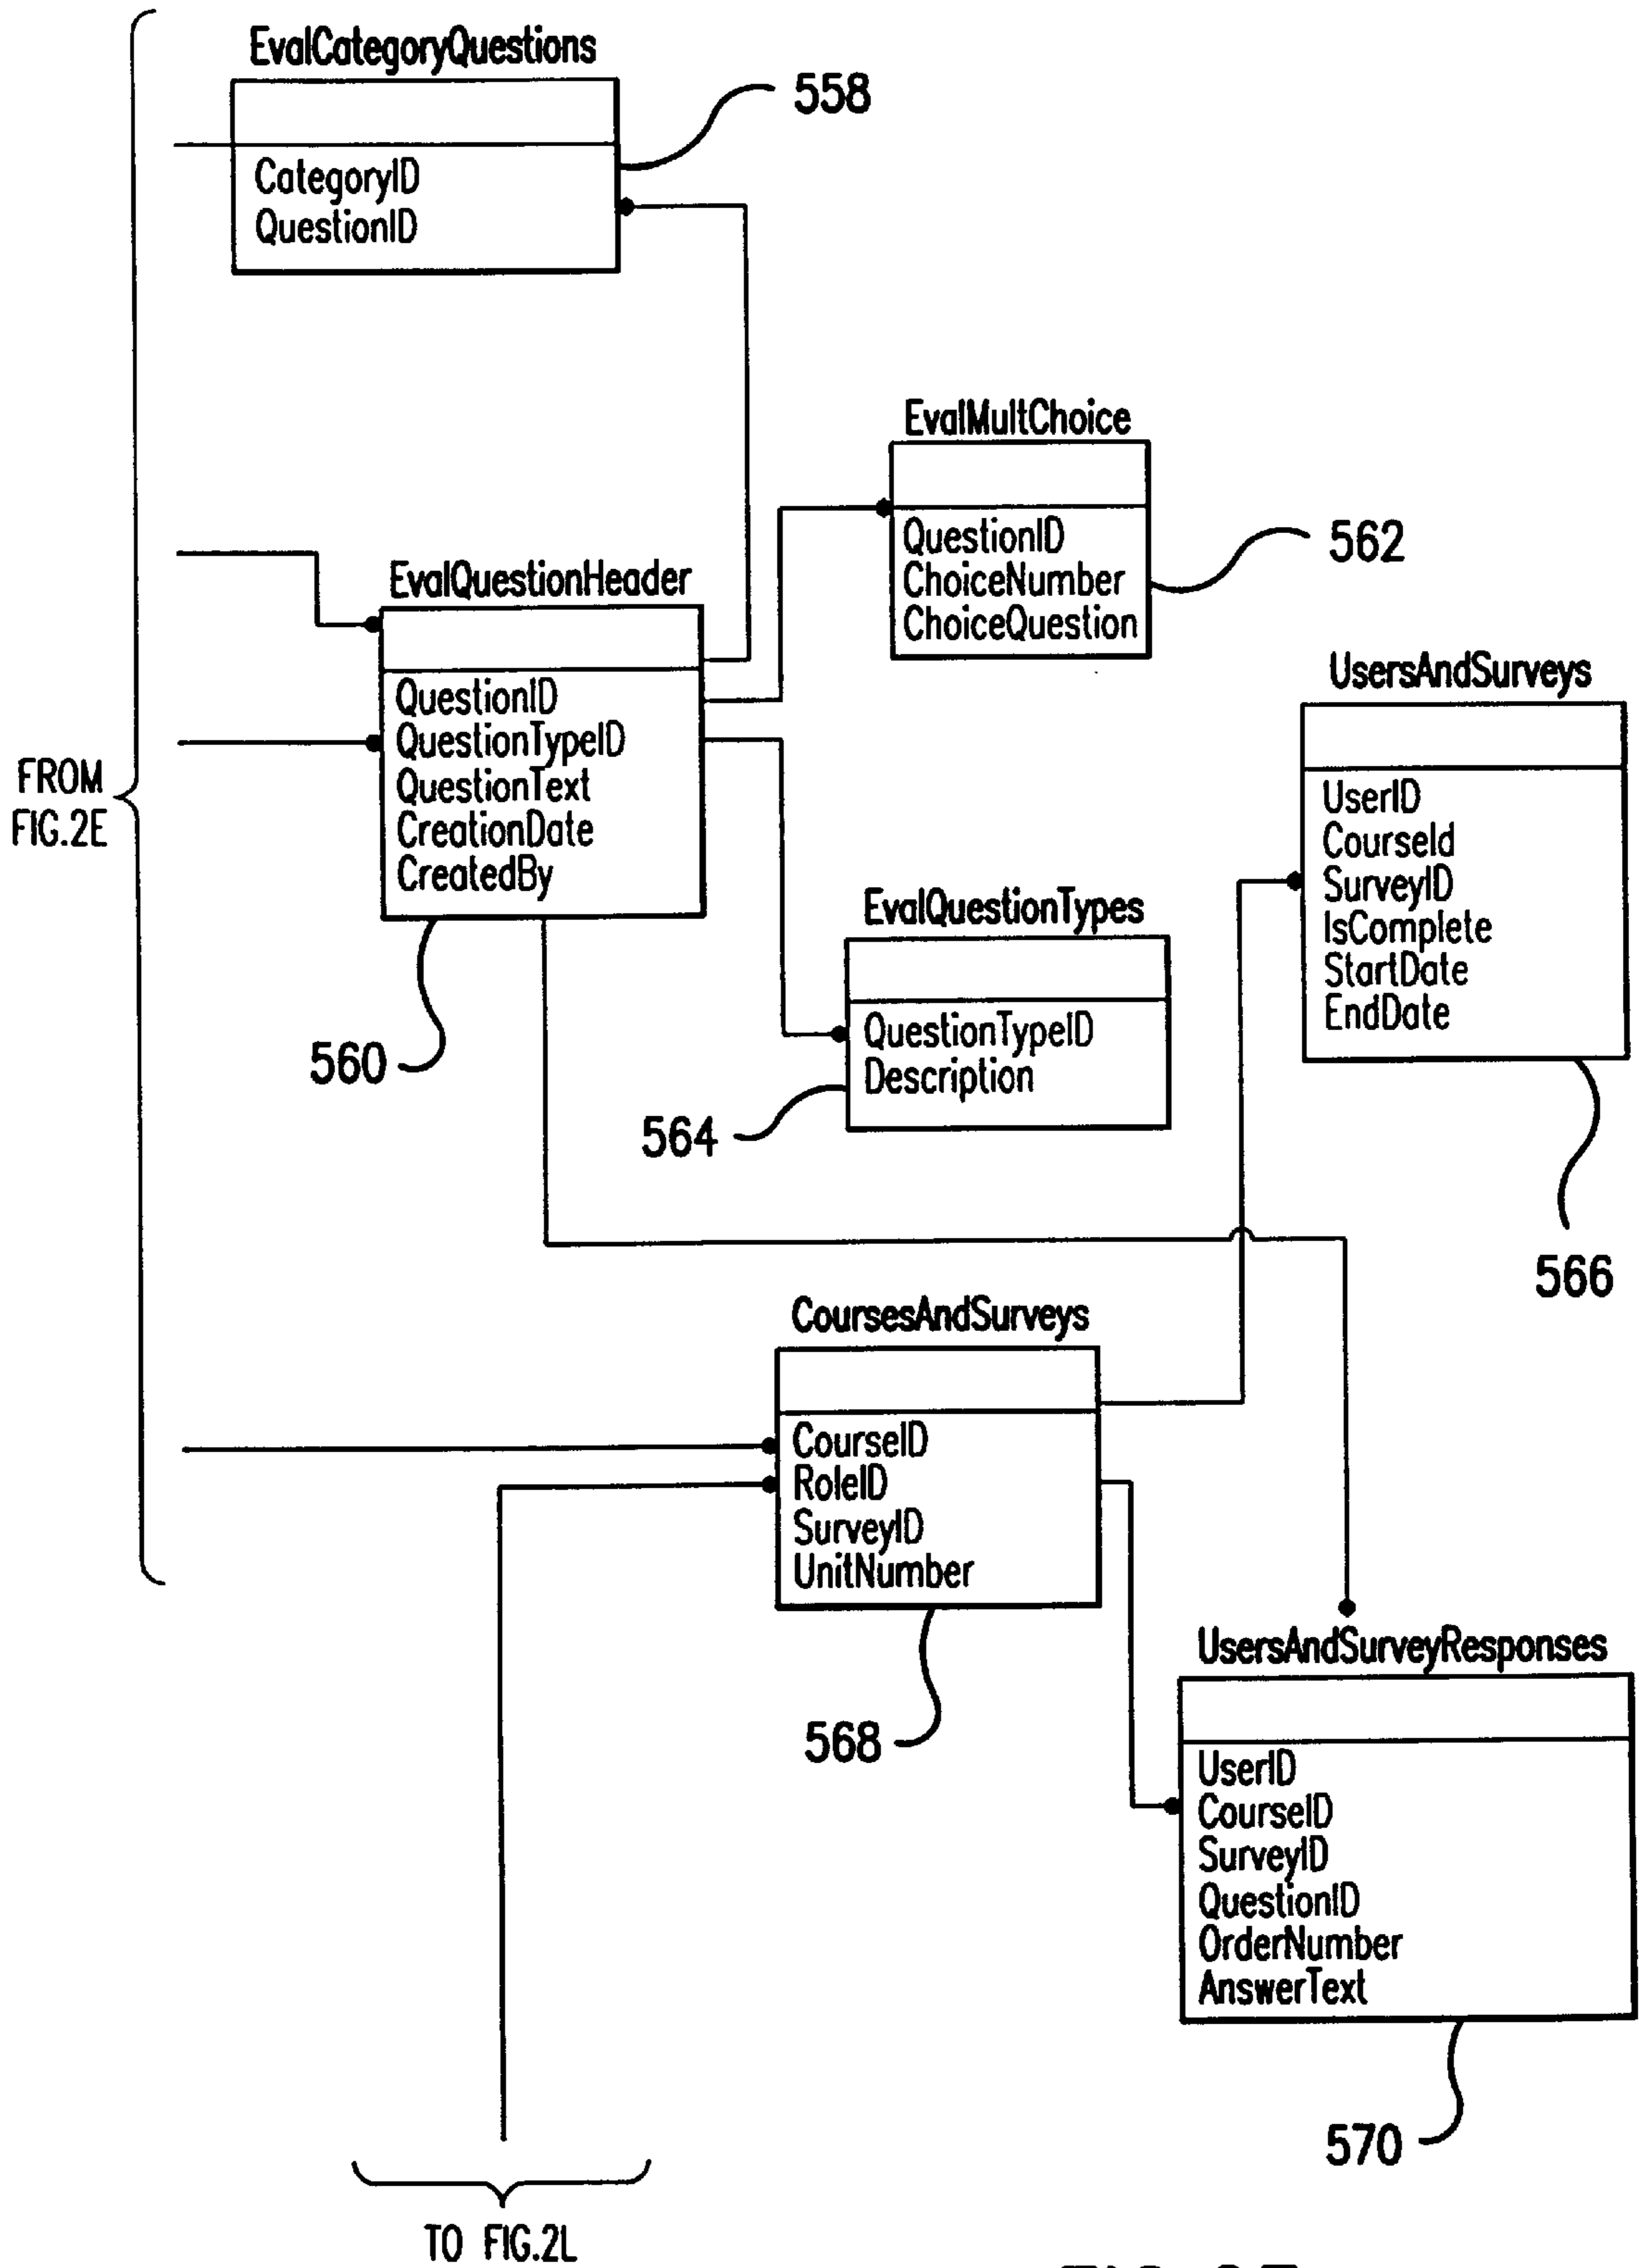 EvalCategoryQuestions
558
CategoryID
QuestionID
EvalMultChoice
QuestionID
ChoiceNumber
ChoiceQuestion
562
EvalQuestionHeader
QuestionID
QuestionTypeID
QuestionText
CreationDate
CreatedBy
560
FROM
FIG.2E
UsersAndSurveys
UserID
CourseId
SurveyID
IsComplete
StartDate
EndDate
566
EvalQuestionTypes
QuestionTypeID
Description
564
CoursesAndSurveys
CourseID
RoleID
SurveyID
UnitNumber
568
UsersAndSurveyResponses
UserID
CourseID
SurveyID
QuestionID
OrderNumber
AnswerText
570
TO FIG.2L